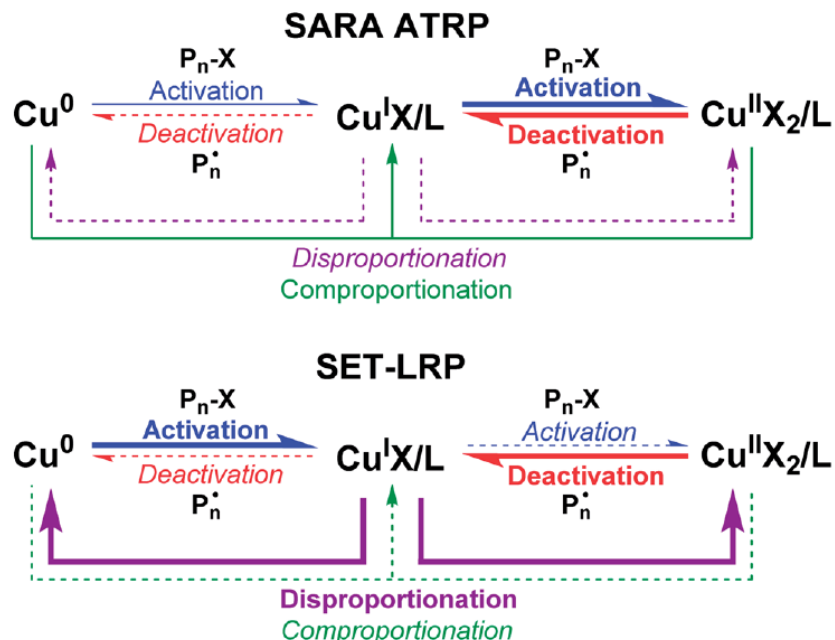 SARA ATRP
Pₙ-X Pₙ-X
Activation Activation
Cu⁰ CuᴵX/L CuᴵᴵX₂/L
Deactivation Deactivation
Pₙ• Pₙ•
Disproportionation
Comproportionation
SET-LRP
Pₙ-X Pₙ-X
Activation Activation
Cu⁰ CuᴵX/L CuᴵᴵX₂/L
Deactivation Deactivation
Pₙ• Pₙ•
Disproportionation
Comproportionation